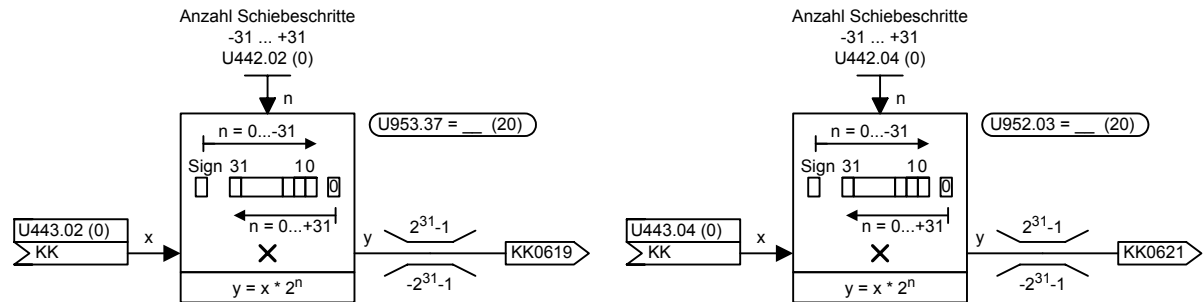 Anzahl Schiebeschritte
-31 ... +31
U442.02 (0)
n
U953.37 = __ (20)
n = 0...-31
Sign 31 1 0
0
n = 0...+31
U443.02 (0)
KK
x
y
2^31-1
-2^31-1
KK0619
y = x * 2^n
Anzahl Schiebeschritte
-31 ... +31
U442.04 (0)
n
U952.03 = __ (20)
n = 0...-31
Sign 31 1 0
0
n = 0...+31
U443.04 (0)
KK
x
y
2^31-1
-2^31-1
KK0621
y = x * 2^n